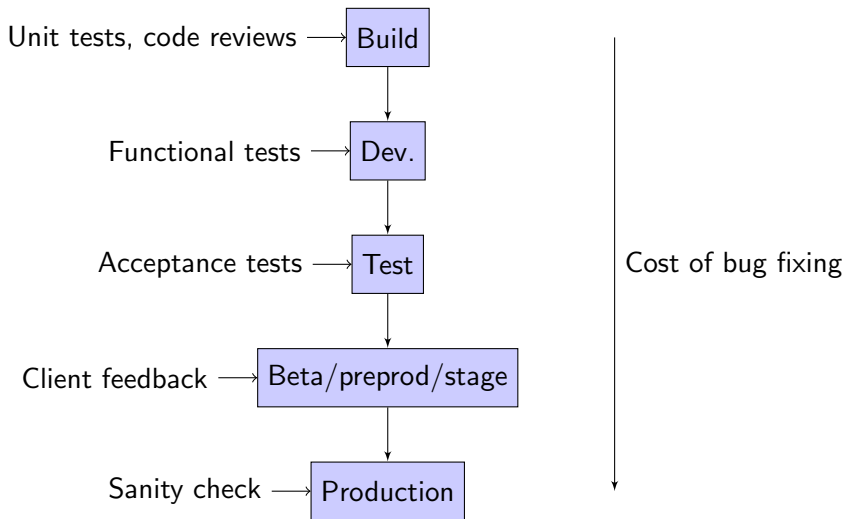 Unit tests, code reviews
Build
Functional tests
Dev.
Acceptance tests
Test
Cost of bug fixing
Client feedback
Beta/preprod/stage
Sanity check
Production